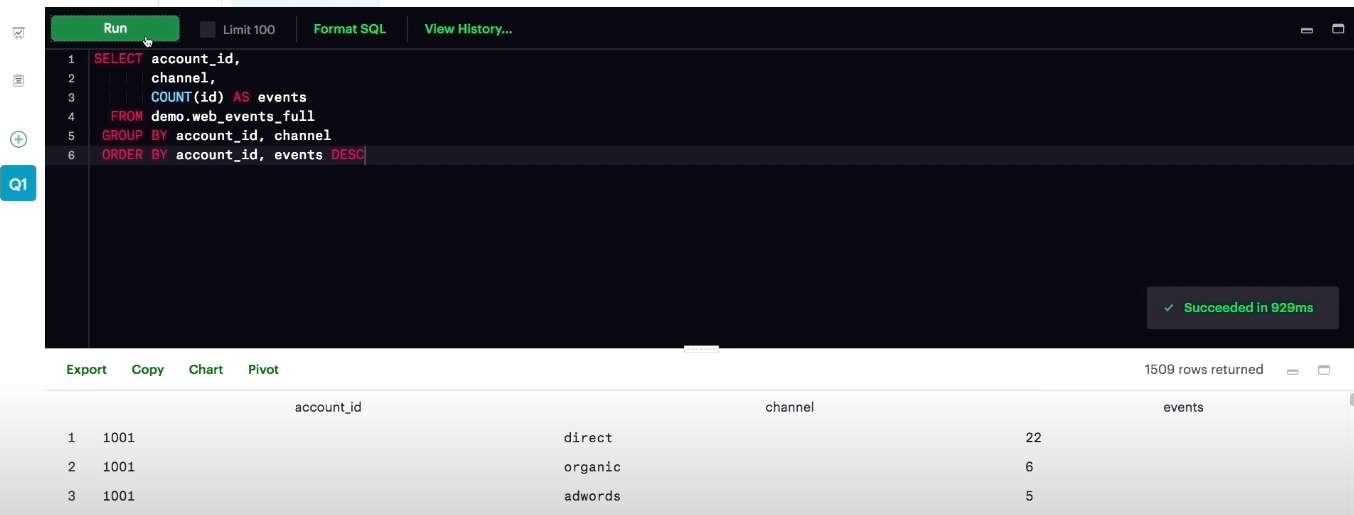 Run
Limit 100
Format SQL
View History...
1 SELECT account_id,
2 channel,
3 COUNT(id) AS events
4 FROM demo.web_events_full
5 GROUP BY account_id, channel
6 ORDER BY account_id, events DESC
Q1
Succeeded in 929ms
Export Copy Chart Pivot
1509 rows returned
account_id channel events
1 1001 direct 22
2 1001 organic 6
3 1001 adwords 5